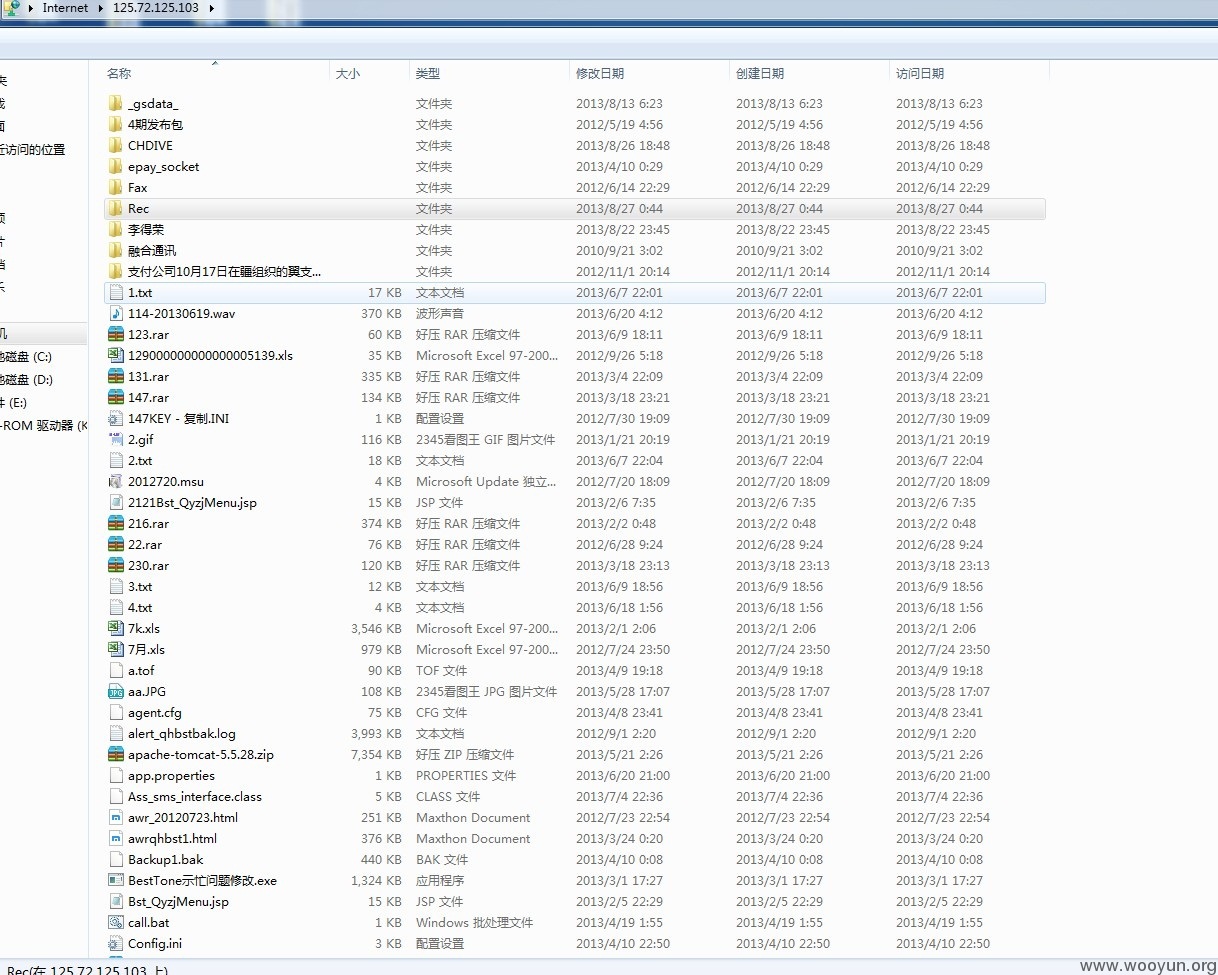 Internet 125.72.125.103
名称 大小 类型 修改日期 创建日期 访问日期
_gsdata_ 文件夹 2013/8/13 6:23 2013/8/13 6:23 2013/8/13 6:23
4期发布包 文件夹 2012/5/19 4:56 2012/5/19 4:56 2012/5/19 4:56
CHDIVE 文件夹 2013/8/26 18:48 2013/8/26 18:48 2013/8/26 18:48
近访问的位置 epay_socket 文件夹 2013/4/10 0:29 2013/4/10 0:29 2013/4/10 0:29
Fax 文件夹 2012/6/14 22:29 2012/6/14 22:29 2012/6/14 22:29
Rec 文件夹 2013/8/27 0:44 2013/8/27 0:44 2013/8/27 0:44
李得荣 文件夹 2013/8/22 23:45 2013/8/22 23:45 2013/8/22 23:45
融合通讯 文件夹 2010/9/21 3:02 2010/9/21 3:02 2010/9/21 3:02
支付公司10月17日在疆组织的翼支... 文件夹 2012/11/1 20:14 2012/11/1 20:14 2012/11/1 20:14
1.txt 17 KB 文本文档 2013/6/7 22:01 2013/6/7 22:01 2013/6/7 22:01
114-20130619.wav 370 KB 波形声音 2013/6/20 4:12 2013/6/20 4:12 2013/6/20 4:12
机 123.rar 60 KB 好压 RAR 压缩文件 2013/6/9 18:11 2013/6/9 18:11 2013/6/9 18:11
地磁盘 (C:) 129000000000000005139.xls 35 KB Microsoft Excel 97-200... 2012/9/26 5:18 2012/9/26 5:18 2012/9/26 5:18
地磁盘 (D:) 131.rar 335 KB 好压 RAR 压缩文件 2013/3/4 22:09 2013/3/4 22:09 2013/3/4 22:09
件 (E:) 147.rar 134 KB 好压 RAR 压缩文件 2013/3/18 23:21 2013/3/18 23:21 2013/3/18 23:21
-ROM 驱动器 (K 147KEY - 复制.INI 1 KB 配置设置 2012/7/30 19:09 2012/7/30 19:09 2012/7/30 19:09
2.gif 116 KB 2345看图王 GIF 图片文件 2013/1/21 20:19 2013/1/21 20:19 2013/1/21 20:19
2.txt 18 KB 文本文档 2013/6/7 22:04 2013/6/7 22:04 2013/6/7 22:04
2012720.msu 4 KB Microsoft Update 独立... 2012/7/20 18:09 2012/7/20 18:09 2012/7/20 18:09
2121Bst_QyzjMenu.jsp 15 KB JSP 文件 2013/2/6 7:35 2013/2/6 7:35 2013/2/6 7:35
216.rar 374 KB 好压 RAR 压缩文件 2013/2/2 0:48 2013/2/2 0:48 2013/2/2 0:48
22.rar 76 KB 好压 RAR 压缩文件 2012/6/28 9:24 2012/6/28 9:24 2012/6/28 9:24
230.rar 120 KB 好压 RAR 压缩文件 2013/3/18 23:13 2013/3/18 23:13 2013/3/18 23:13
3.txt 12 KB 文本文档 2013/6/9 18:56 2013/6/9 18:56 2013/6/9 18:56
4.txt 4 KB 文本文档 2013/6/18 1:56 2013/6/18 1:56 2013/6/18 1:56
7k.xls 3,546 KB Microsoft Excel 97-200... 2013/2/1 2:06 2013/2/1 2:06 2013/2/1 2:06
7月.xls 979 KB Microsoft Excel 97-200... 2012/7/24 23:50 2012/7/24 23:50 2012/7/24 23:50
a.tof 90 KB TOF 文件 2013/4/9 19:18 2013/4/9 19:18 2013/4/9 19:18
aa.JPG 108 KB 2345看图王 JPG 图片文件 2013/5/28 17:07 2013/5/28 17:07 2013/5/28 17:07
agent.cfg 75 KB CFG 文件 2013/4/8 23:41 2013/4/8 23:41 2013/4/8 23:41
alert_qhbstbak.log 3,993 KB 文本文档 2012/9/1 2:20 2012/9/1 2:20 2012/9/1 2:20
apache-tomcat-5.5.28.zip 7,354 KB 好压 ZIP 压缩文件 2013/5/21 2:26 2013/5/21 2:26 2013/5/21 2:26
app.properties 1 KB PROPERTIES 文件 2013/6/20 21:00 2013/6/20 21:00 2013/6/20 21:00
Ass_sms_interface.class 5 KB CLASS 文件 2013/7/4 22:36 2013/7/4 22:36 2013/7/4 22:36
awr_20120723.html 251 KB Maxthon Document 2012/7/23 22:54 2012/7/23 22:54 2012/7/23 22:54
awrqhbst1.html 376 KB Maxthon Document 2013/3/24 0:20 2013/3/24 0:20 2013/3/24 0:20
Backup1.bak 440 KB BAK 文件 2013/4/10 0:08 2013/4/10 0:08 2013/4/10 0:08
BestTone示忙问题修改.exe 1,324 KB 应用程序 2013/3/1 17:27 2013/3/1 17:27 2013/3/1 17:27
Bst_QyzjMenu.jsp 15 KB JSP 文件 2013/2/5 22:29 2013/2/5 22:29 2013/2/5 22:29
call.bat 1 KB Windows 批处理文件 2013/4/19 1:55 2013/4/19 1:55 2013/4/19 1:55
Config.ini 3 KB 配置设置 2013/4/10 22:50 2013/4/10 22:50 2013/4/10 22:50
Rec(在 125.72.125.103 上)
www.wooyun.org